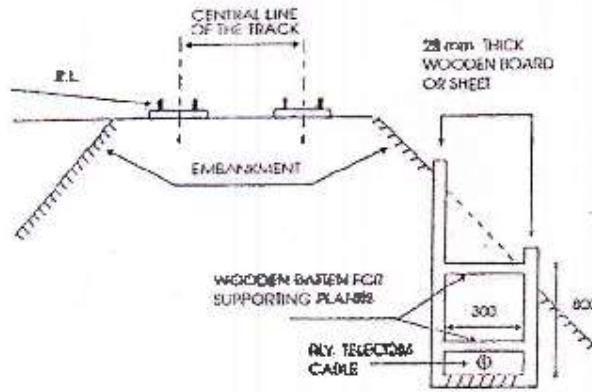 CENTRAL LINE
OF THE TRACK
28 mm THICK
WOODEN BOARD
OR SHEET
R.L.
EMBANKMENT
WOODEN BATTEN FOR
SUPPORTING PLANKS
300
RLY. TELECOM
CABLE